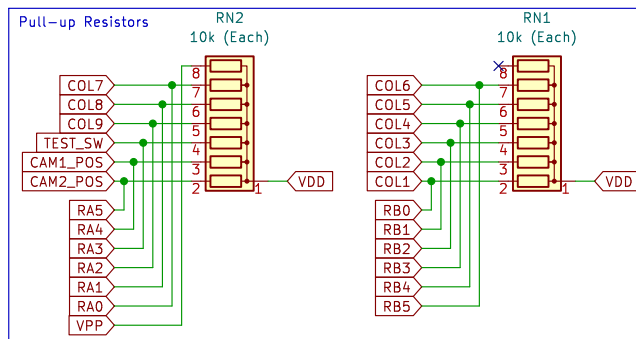 Pull-up Resistors
RN2
10k (Each)
8
COL7
7
COL8
6
COL9
5
TEST_SW
4
CAM1_POS
3
CAM2_POS
2
1
VDD
RA5
RA4
RA3
RA2
RA1
RA0
VPP
RN1
10k (Each)
8
COL6
7
COL5
6
COL4
5
COL3
4
COL2
3
COL1
2
1
VDD
RB0
RB1
RB2
RB3
RB4
RB5